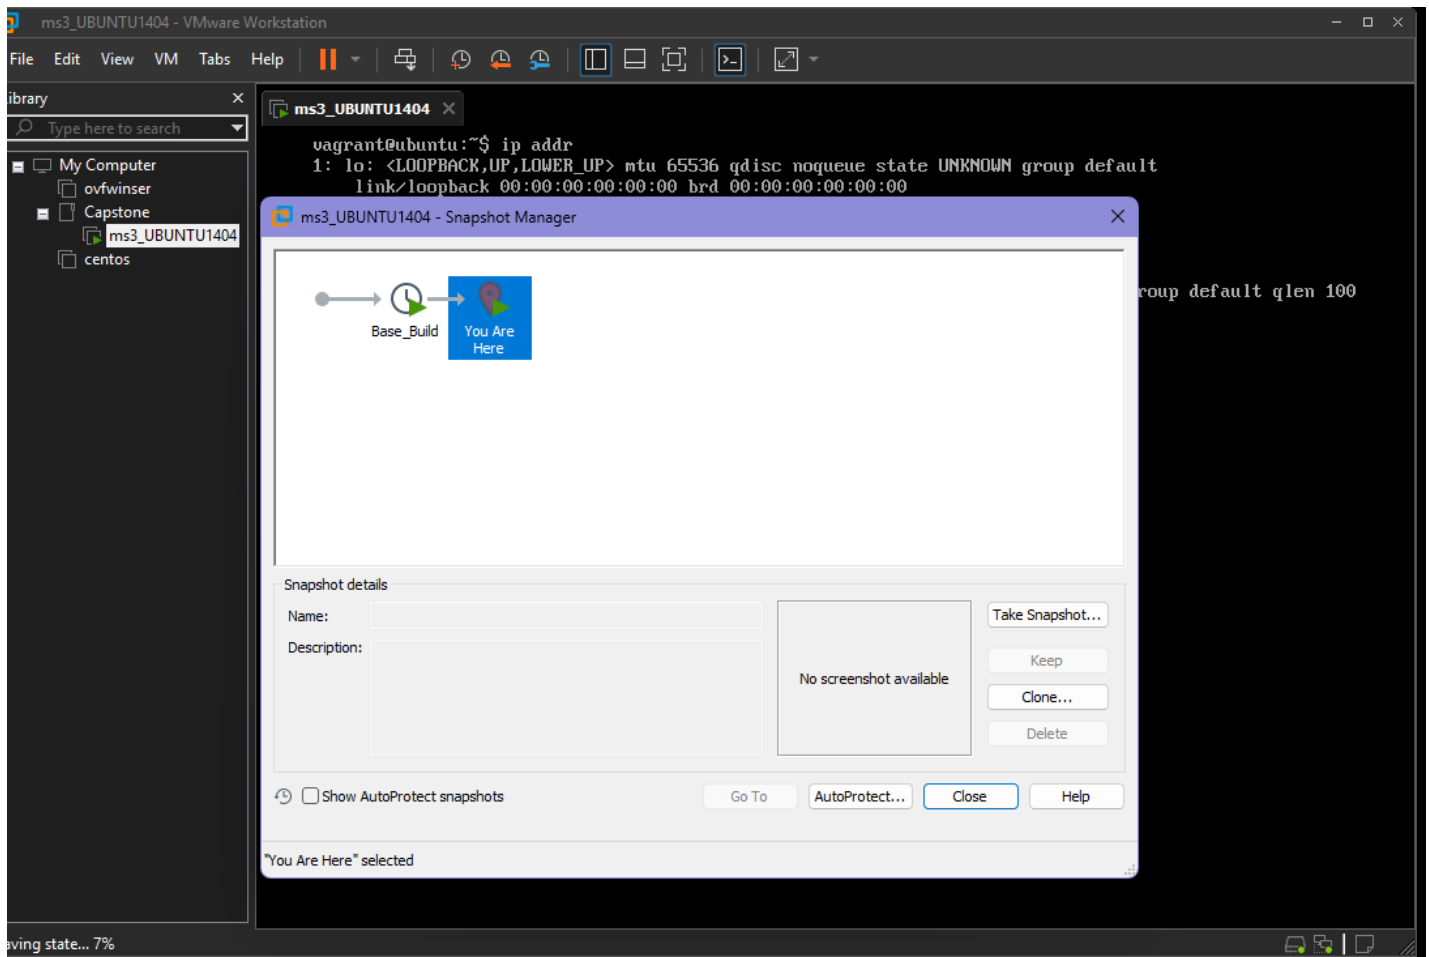 ms3_UBUNTU1404 - VMware Workstation
File Edit View VM Tabs Help
ibrary
Type here to search
My Computer
ovfwinser
Capstone
ms3_UBUNTU1404
centos
ms3_UBUNTU1404
vagrant@ubuntu:~$ ip addr
1: lo: <LOOPBACK,UP,LOWER_UP> mtu 65536 qdisc noqueue state UNKNOWN group default
link/loopback 00:00:00:00:00:00 brd 00:00:00:00:00:00
roup default qlen 100
ms3_UBUNTU1404 - Snapshot Manager
Base_Build
You Are
Here
Snapshot details
Name:
Description:
No screenshot available
Take Snapshot...
Keep
Clone...
Delete
Show AutoProtect snapshots
Go To
AutoProtect...
Close
Help
"You Are Here" selected
aving state... 7%